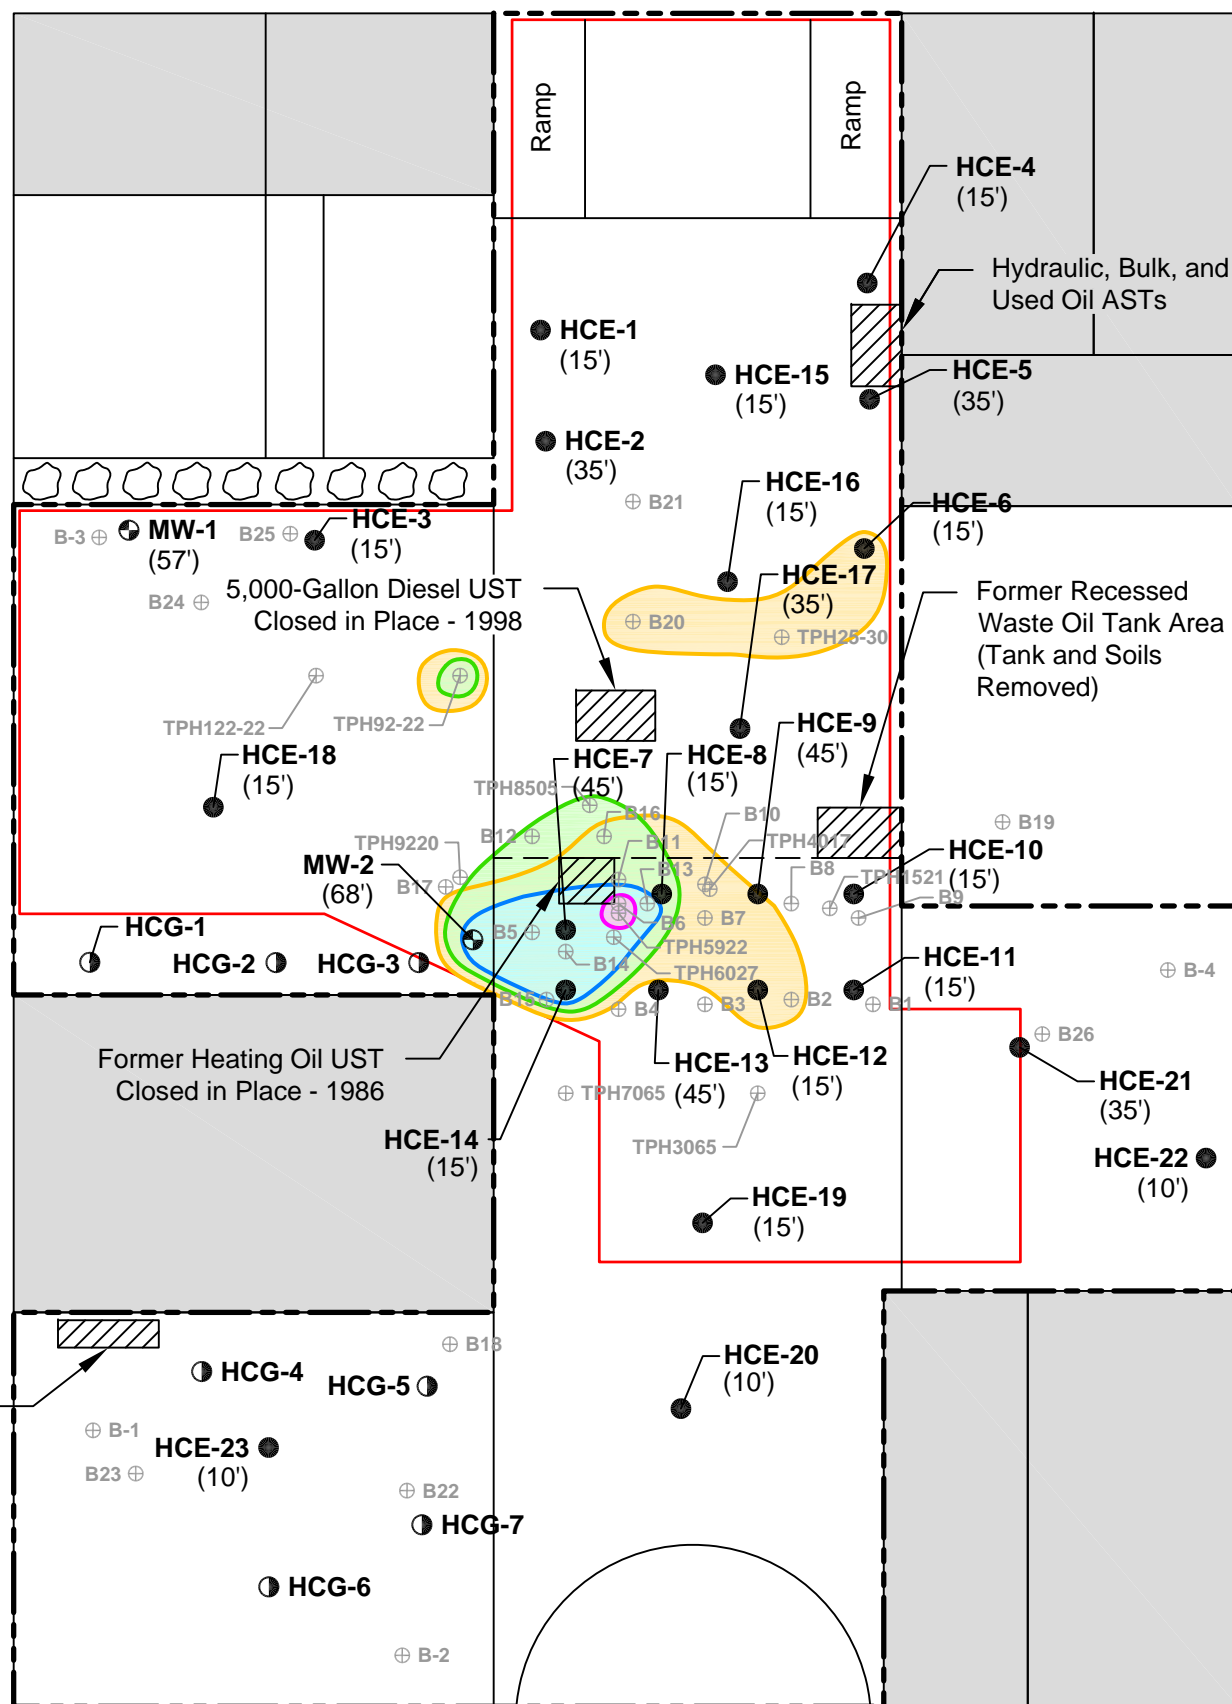 Ramp
Ramp
HCE-4
(15')
Hydraulic, Bulk, and
Used Oil ASTs
HCE-1
(15')
HCE-15
(15')
HCE-5
(35')
HCE-2
(35')
HCE-16
(15')
B21
HCE-6
(15')
B-3
MW-1
(57')
B25
HCE-3
(15')
B24
5,000-Gallon Diesel UST
Closed in Place - 1998
HCE-17
(35')
Former Recessed
Waste Oil Tank Area
(Tank and Soils
Removed)
B20
TPH25-30
TPH122-22
TPH92-22
HCE-18
(15')
HCE-7
(45')
HCE-8
(15')
HCE-9
(45')
TPH8505
B12
B16
B10
B19
TPH9220
B11
TPH4017
MW-2
(68')
B17
B13
B8
HCE-10
(15')
TPH1521
B9
B5
B6
B7
TPH5922
HCG-1
HCG-2
HCG-3
B14
TPH6027
HCE-11
(15')
B-4
B15
B4
B3
B2
B1
B26
Former Heating Oil UST
Closed in Place - 1986
HCE-13
(45')
HCE-12
(15')
HCE-21
(35')
TPH7065
TPH3065
HCE-14
(15')
HCE-22
(10')
HCE-19
(15')
B18
HCG-4
HCG-5
HCE-20
(10')
B-1
HCE-23
(10')
B23
B22
HCG-7
HCG-6
B-2